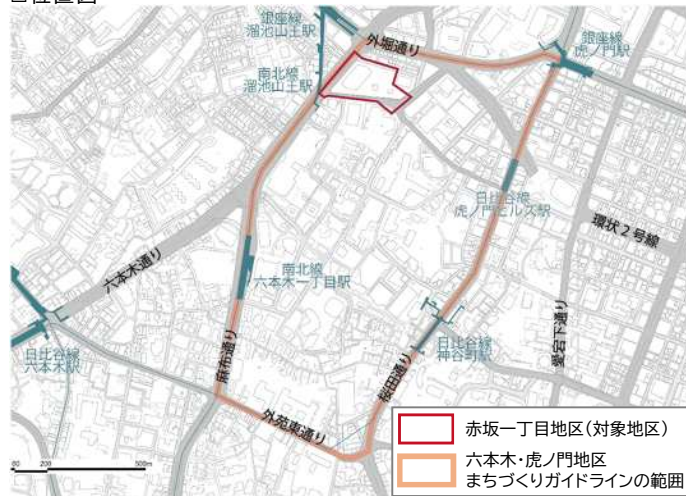 □位置図
銀座線
溜池山王駅
外堀通り
銀座線
虎ノ門駅
南北線
溜池山王駅
日比谷線
虎ノ門ヒルズ駅
環状2号線
六本木通り
南北線
六本木一丁目駅
日比谷線
六本木駅
麻布通り
桜田通り
日比谷線
神谷町駅
愛宕下通り
外苑東通り
200
500m
赤坂一丁目地区(対象地区)
六本木・虎ノ門地区
まちづくりガイドラインの範囲